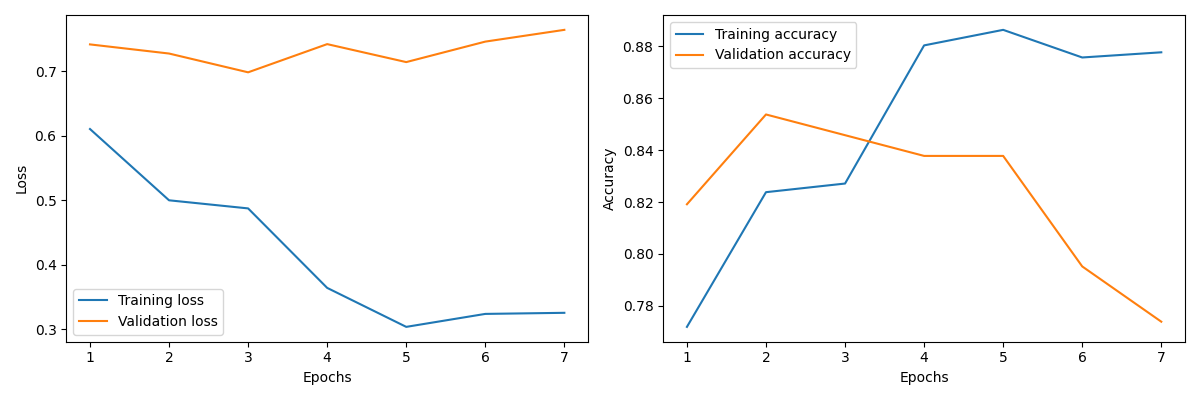 0.7
0.6
0.5
0.4
0.3
Loss
Training loss
Validation loss
1 2 3 4 5 6 7
Epochs
Training accuracy
Validation accuracy
0.88
0.86
0.84
0.82
0.80
0.78
Accuracy
1 2 3 4 5 6 7
Epochs